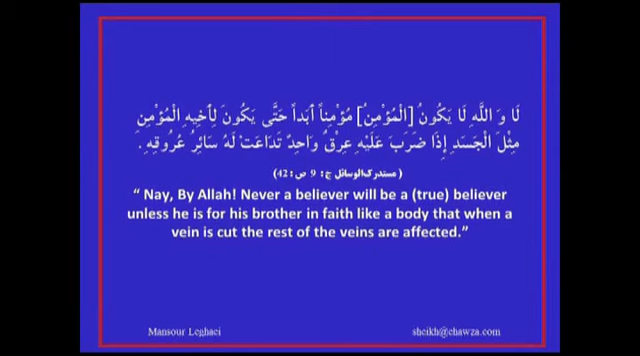 لَا وَ اللَّهِ لَا يَكُونُ [الْمُؤْمِنُ] مُؤْمِناً أَبَداً حَتَّى يَكُونَ لِأَخِيهِ الْمُؤْمِنِ
مِثْلَ الْجَسَدِ إِذَا ضَرَبَ عَلَيْهِ عِرْقٌ وَاحِدٌ تَدَاعَتْ لَهُ سَائِرُ عُرُوقِهِ .
( مستدرك‌الوسائل ج : 9 ص : 42)
“ Nay, By Allah! Never a believer will be a (true) believer
unless he is for his brother in faith like a body that when a
vein is cut the rest of the veins are affected.”
Mansour Leghaei sheikh@ehawza.com